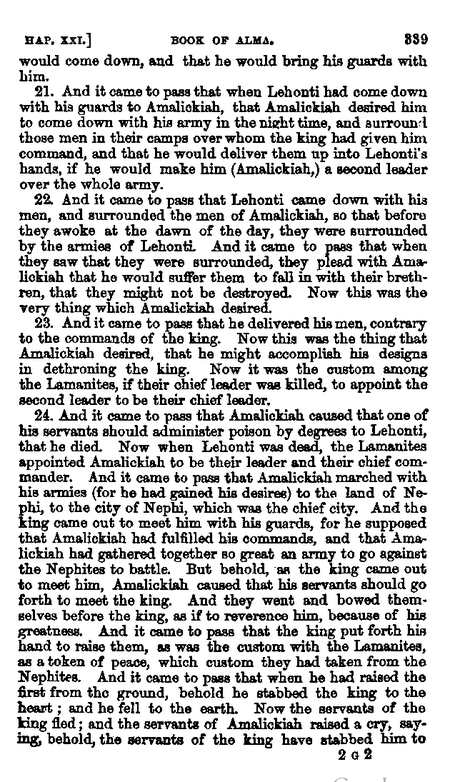 HAP. XXI.] BOOK OF ALMA. 339
would come down, and that he would bring his guards with
him.
21. And it came to pass that when Lehonti had come down
with his guards to Amalickiah, that Amalickiah desired him
to come down with his army in the night time, and surround
those men in their camps over whom the king had given him
command, and that he would deliver them up into Lehonti's
hands, if he would make him (Amalickiah,) a second leader
over the whole army.
22. And it came to pass that Lehonti came down with his
men, and surrounded the men of Amalickiah, so that before
they awoke at the dawn of the day, they were surrounded
by the armies of Lehonti. And it came to pass that when
they saw that they were surrounded, they plead with Ama-
lickiah that he would suffer them to fall in with their breth-
ren, that they might not be destroyed. Now this was the
very thing which Amalickiah desired.
23. And it came to pass that he delivered his men, contrary
to the commands of the king. Now this was the thing that
Amalickiah desired, that he might accomplish his designs
in dethroning the king. Now it was the custom among
the Lamanites, if their chief leader was killed, to appoint the
second leader to be their chief leader.
24. And it came to pass that Amalickiah caused that one of
his servants should administer poison by degrees to Lehonti,
that he died. Now when Lehonti was dead, the Lamanites
appointed Amalickiah to be their leader and their chief com-
mander. And it came to pass that Amalickiah marched with
his armies (for he had gained his desires) to the land of Ne-
phi, to the city of Nephi, which was the chief city. And the
king came out to meet him with his guards, for he supposed
that Amalickiah had fulfilled his commands, and that Ama-
lickiah had gathered together so great an army to go against
the Nephites to battle. But behold, as the king came out
to meet him, Amalickiah caused that his servants should go
forth to meet the king. And they went and bowed them-
selves before the king, as if to reverence him, because of his
greatness. And it came to pass that the king put forth his
hand to raise them, as was the custom with the Lamanites,
as a token of peace, which custom they had taken from the
Nephites. And it came to pass that when he had raised the
first from the ground, behold he stabbed the king to the
heart; and he fell to the earth. Now the servants of the
king fled; and the servants of Amalickiah raised a cry, say-
ing, behold, the servants of the king have stabbed him to
2 G 2